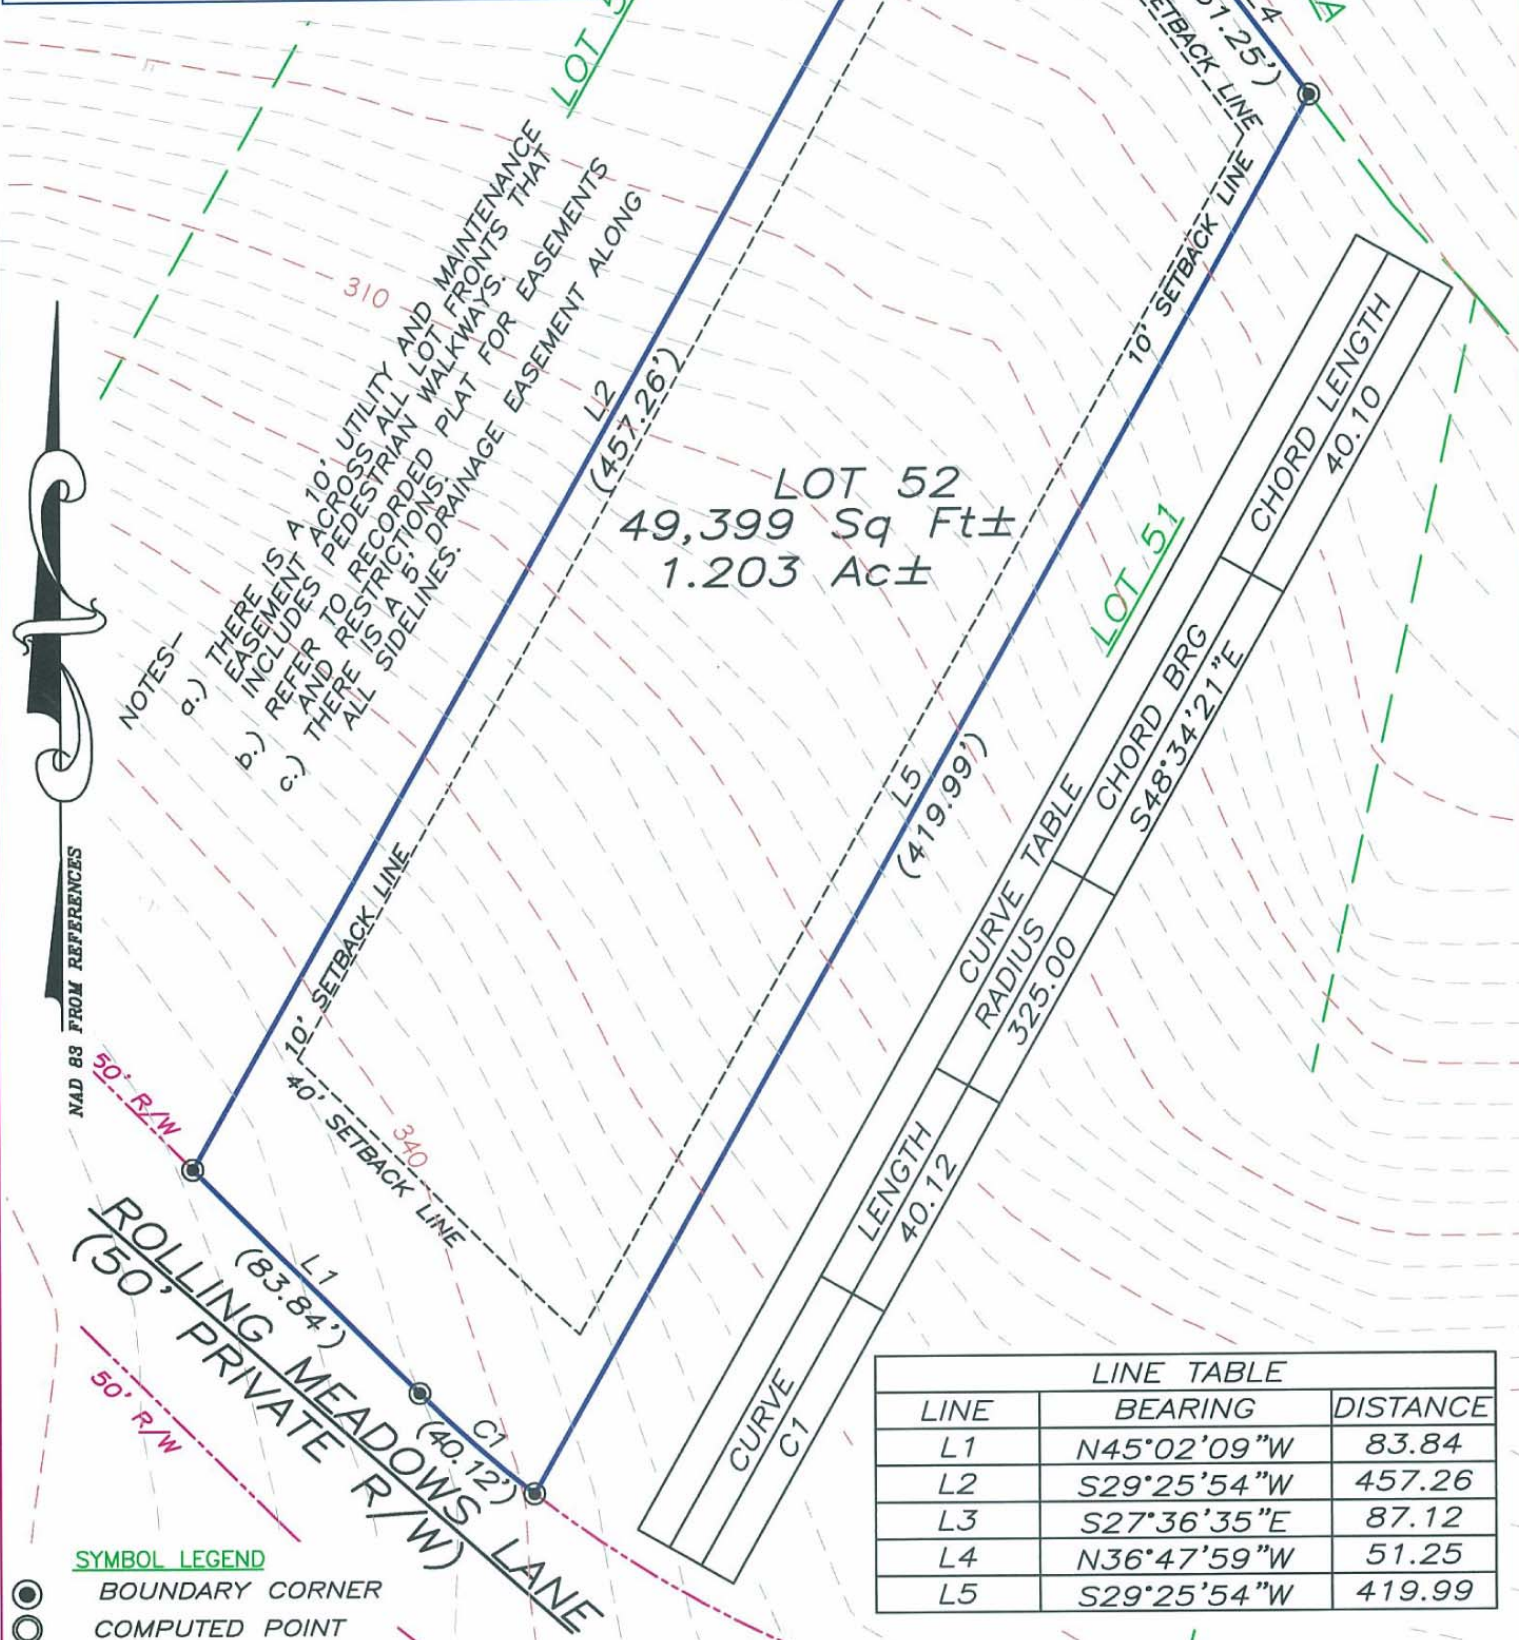 LOT
ETBACK LINE
1.25')
10' SETBACK LINE
310
NOTES-
a.) THERE IS A 10' UTILITY AND MAINTENANCE
EASEMENT ACROSS ALL LOT FRONTS THAT
INCLUDES PEDESTRIAN WALKWAYS.
b.) REFER TO RECORDED PLAT FOR EASEMENTS
AND RESTRICTIONS.
c.) THERE IS A 5' DRAINAGE EASEMENT ALONG
ALL SIDELINES.
L2
(457.26')
LOT 52
49,399 Sq Ft±
1.203 Ac±
LOT 51
L5
(419.99')
10' SETBACK LINE
40' SETBACK LINE
340
NAD 83 FROM REFERENCES
50' R/W
L1
(83.84')
C1
(40.12')
ROLLING MEADOWS LANE
(50' PRIVATE R/W)
50' R/W
CURVE TABLE
CURVE LENGTH RADIUS CHORD BRG CHORD LENGTH
C1 40.12 325.00 S48°34'21"E 40.10
LINE TABLE
LINE BEARING DISTANCE
L1 N45°02'09"W 83.84
L2 S29°25'54"W 457.26
L3 S27°36'35"E 87.12
L4 N36°47'59"W 51.25
L5 S29°25'54"W 419.99
SYMBOL LEGEND
BOUNDARY CORNER
COMPUTED POINT